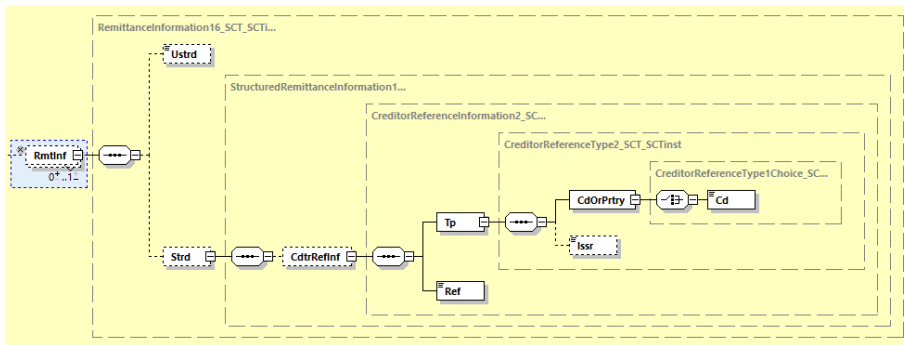 RemittanceInformation16_SCT_SCTi...
Ustrd
StructuredRemittanceInformation1...
CreditorReferenceInformation2_SC...
CreditorReferenceType2_SCT_SCTinst
RmtInf
0..1
CreditorReferenceType1Choice_SC...
CdOrPrtry
Cd
Tp
Issr
Strd
CdtrRefInf
Ref